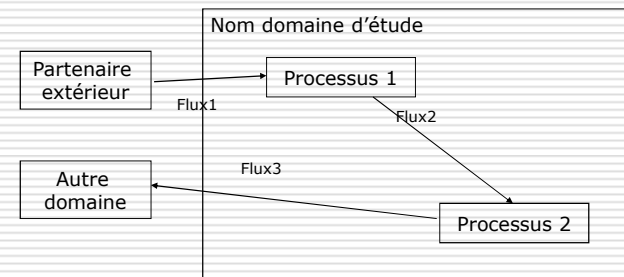 Nom domaine d’étude
Partenaire
extérieur
Processus 1
Flux1
Flux2
Flux3
Autre
domaine
Processus 2